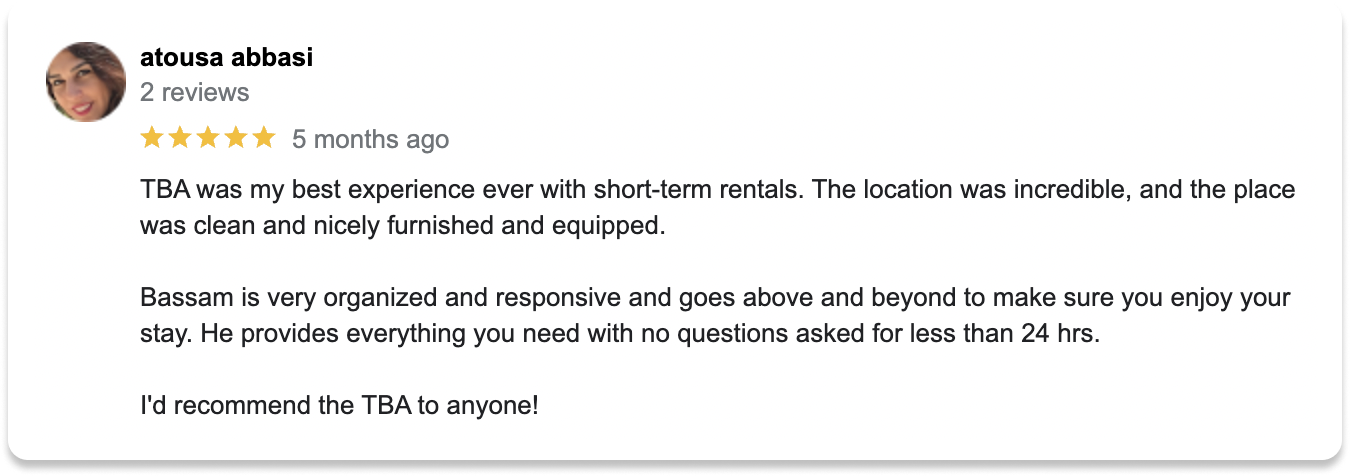 atousa abbasi
2 reviews
5 months ago
TBA was my best experience ever with short-term rentals. The location was incredible, and the place
was clean and nicely furnished and equipped.
Bassam is very organized and responsive and goes above and beyond to make sure you enjoy your
stay. He provides everything you need with no questions asked for less than 24 hrs.
I'd recommend the TBA to anyone!